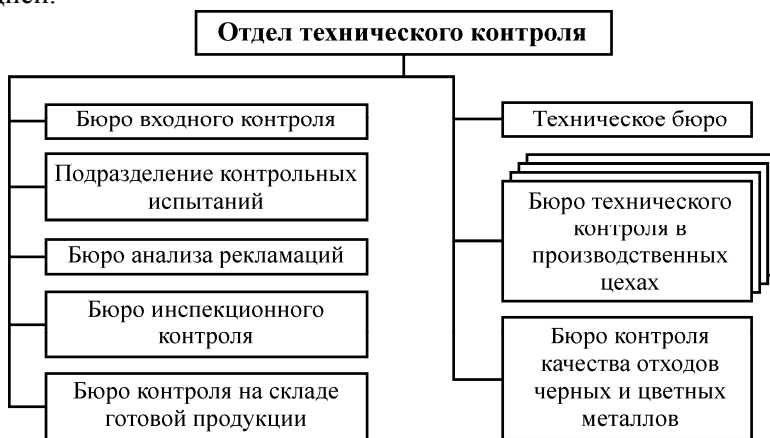 Отдел технического контроля
Бюро входного контроля
Подразделение контрольных
испытаний
Бюро анализа рекламаций
Бюро инспекционного
контроля
Бюро контроля на складе
готовой продукции
Техническое бюро
Бюро технического
контроля в
производственных
цехах
Бюро контроля
качества отходов
черных и цветных
металлов